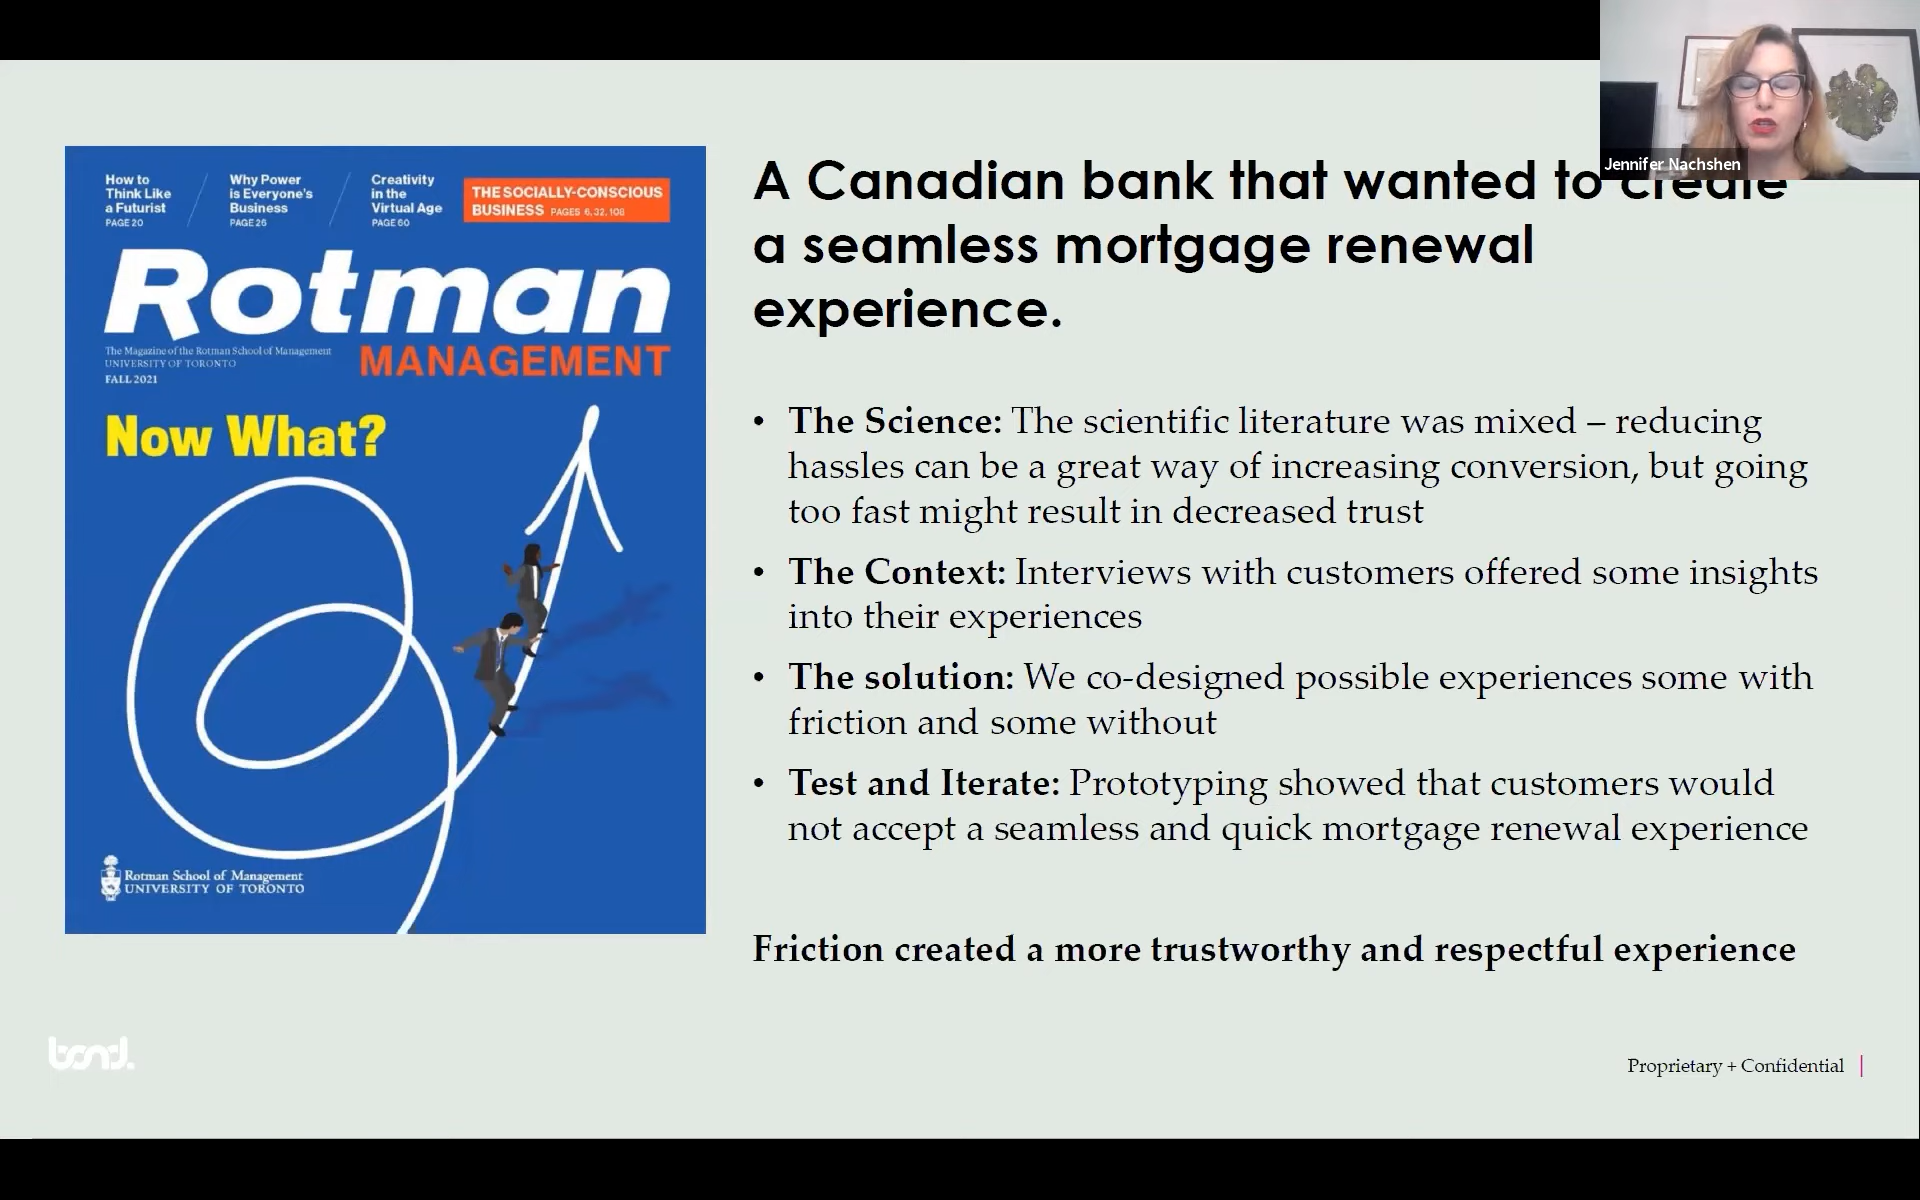 Jennifer Nachshen
How to
Think Like
a Futurist
PAGE 20
Why Power
is Everyone's
Business
PAGE 26
Creativity
in the
Virtual Age
PAGE 60
THE SOCIALLY-CONSCIOUS
BUSINESS PAGES 6, 32, 108
Rotman
MANAGEMENT
The Magazine of the Rotman School of Management
UNIVERSITY OF TORONTO
FALL 2021
Now What?
Rotman School of Management
UNIVERSITY OF TORONTO
A Canadian bank that wanted to create
a seamless mortgage renewal
experience.
• The Science: The scientific literature was mixed – reducing
hassles can be a great way of increasing conversion, but going
too fast might result in decreased trust
• The Context: Interviews with customers offered some insights
into their experiences
• The solution: We co-designed possible experiences some with
friction and some without
• Test and Iterate: Prototyping showed that customers would
not accept a seamless and quick mortgage renewal experience
Friction created a more trustworthy and respectful experience
bond.
Proprietary + Confidential